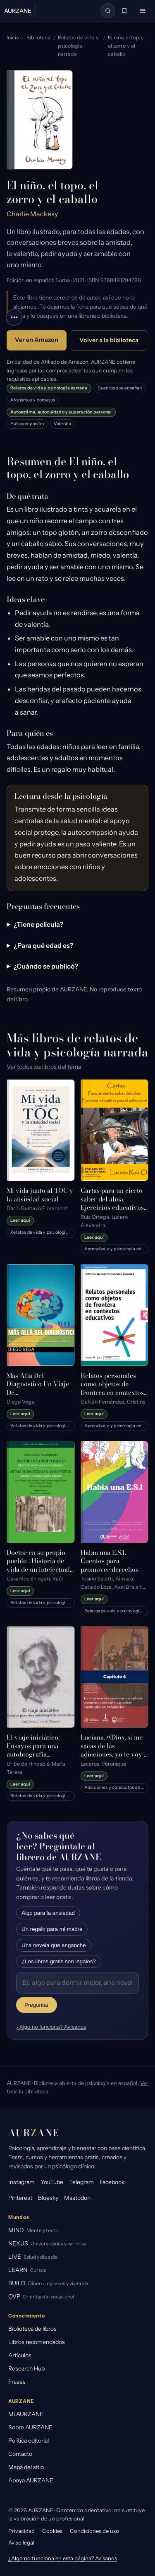 AURZANE
Inicio / Biblioteca / Relatos de vida y psicología narrada / El niño, el topo, el zorro y el caballo
El niño, el topo, el zorro y el caballo
Charlie Mackesy
El niño, el topo, el zorro y el caballo
Charlie Mackesy
Un libro ilustrado, para todas las edades, con conversaciones sobre la amistad, la valentía, pedir ayuda y ser amable con uno mismo.
Edición en español: Suma · 2021 · ISBN 9788491294788
Este libro tiene derechos de autor, así que no lo alojamos. Te dejamos la ficha para que sepas de qué va y lo busques en una librería o biblioteca.
Ver en Amazon
Volver a la biblioteca
En calidad de Afiliado de Amazon, AURZANE obtiene ingresos por las compras adscritas que cumplen los requisitos aplicables.
Relatos de vida y psicología narrada
Cuentos que enseñan
Aforismos y consejos
Autoestima, autocuidado y superación personal
Autocompasión
Valentía
Resumen de El niño, el topo, el zorro y el caballo
De qué trata
Es un libro ilustrado a tinta y acuarela en el que un niño recorre el campo con tres amigos: un topo glotón, un zorro desconfiado y un caballo sabio. Sus conversaciones, muy breves, hablan de amistad, miedo, mentira, pedir ayuda y ser amable con uno mismo. Se lee en un rato y se relee muchas veces.
Ideas clave
• Pedir ayuda no es rendirse, es una forma de valentía.
• Ser amable con uno mismo es tan importante como serlo con los demás.
• Las personas que nos quieren no esperan que seamos perfectos.
• Las heridas del pasado pueden hacernos desconfiar, y el afecto paciente ayuda a sanar.
Para quién es
Todas las edades: niños para leer en familia, adolescentes y adultos en momentos difíciles. Es un regalo muy habitual.
Lectura desde la psicología
Transmite de forma sencilla ideas centrales de la salud mental: el apoyo social protege, la autocompasión ayuda y pedir ayuda es un paso valiente. Es un buen recurso para abrir conversaciones sobre emociones con niños y adolescentes.
Preguntas frecuentes
▶ ¿Tiene película?
▶ ¿Para qué edad es?
▶ ¿Cuándo se publicó?
Resumen propio de AURZANE. No reproduce texto del libro.
Más libros de relatos de vida y psicología narrada
Ver todos los libros del tema
Mi vida junto al TOC y la ansiedad social
Darío Gustavo Fioramonti
Leer aquí
Relatos de vida y psicologí...
Cartas para un cierto saber del alma. Ejercicios educativos...
Ruiz Ortega, Lucero Alexandra
Leer aquí
Aprendizaje y psicología ed...
Más Allá Del Diagnóstico Un Viaje De...
Diego Vega
Leer aquí
Relatos de vida y psicologí...
Relatos personales como objetos de frontera en contextos...
Galván Fernández, Cristina
Leer aquí
Aprendizaje y psicología ed...
Doctor en su propio pueblo : Historia de vida de un intelectual...
Casantos Shingari, Raúl
Leer aquí
Relatos de vida y psicologí...
Había una E.S.I. Cuentos para promover derechos
Leer aquí
Relatos de vida y psicologí...
El viaje iniciático. Ensayos para una autobiografía...
Uribe de Hincapié, María Teresa
Leer aquí
Relatos de vida y psicologí...
Luciana, «Dios, si me sacas de las adicciones, yo te voy ...
Lecaros, Véronique
Leer aquí
Adicciones y conductas de ...
¿No sabes qué leer? Pregúntale al librero de AURZANE
Cuéntale qué te pasa, qué te gusta o para quién es, y te recomienda libros de la tienda. También responde dudas sobre cómo comprar o leer gratis.
Algo para la ansiedad
Un regalo para mi madre
Una novela que enganche
¿Los libros gratis son legales?
Ej.: algo para dormir mejor, una novel
Preguntar
¿Algo no funciona? Avísanos
AURZANE · Biblioteca abierta de psicología en español · Ver toda la biblioteca
AURZANE
Psicología, aprendizaje y bienestar con base científica. Test, cursos y herramientas gratis, creados y revisados por un psicólogo clínico.
Instagram YouTube Telegram Facebook
Pinterest Bluesky Mastodon
Mundos
MIND Mente y tests
NEXUS Universidades y carreras
LIVE Salud y día a día
LEARN Cursos
BUILD Dinero, ingresos y vivienda
OVP Orientación vocacional
Conocimiento
Biblioteca de libros
Libros recomendados
Artículos
Research Hub
Frases
AURZANE
Mi AURZANE
Sobre AURZANE
Política editorial
Contacto
Mapa del sitio
Apoya AURZANE
© 2026 AURZANE · Contenido orientativo: no sustituye la valoración de un profesional.
Privacidad Cookies Condiciones de uso
Aviso legal
¿Algo no funciona en esta página? Avísanos